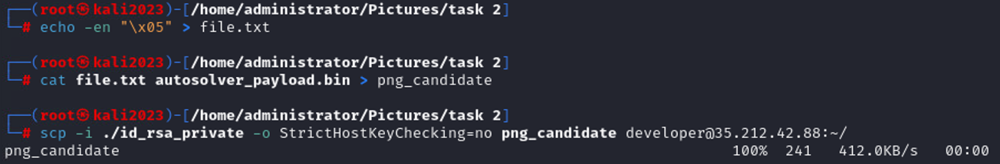 ┌──(root㉿kali2023)-[/home/administrator/Pictures/task 2]
└─# echo -en "\x05" > file.txt
┌──(root㉿kali2023)-[/home/administrator/Pictures/task 2]
└─# cat file.txt autosolver_payload.bin > png_candidate
┌──(root㉿kali2023)-[/home/administrator/Pictures/task 2]
└─# scp -i ./id_rsa_private -o StrictHostKeyChecking=no png_candidate developer@35.212.42.88:~/
png_candidate 100% 241 412.0KB/s 00:00